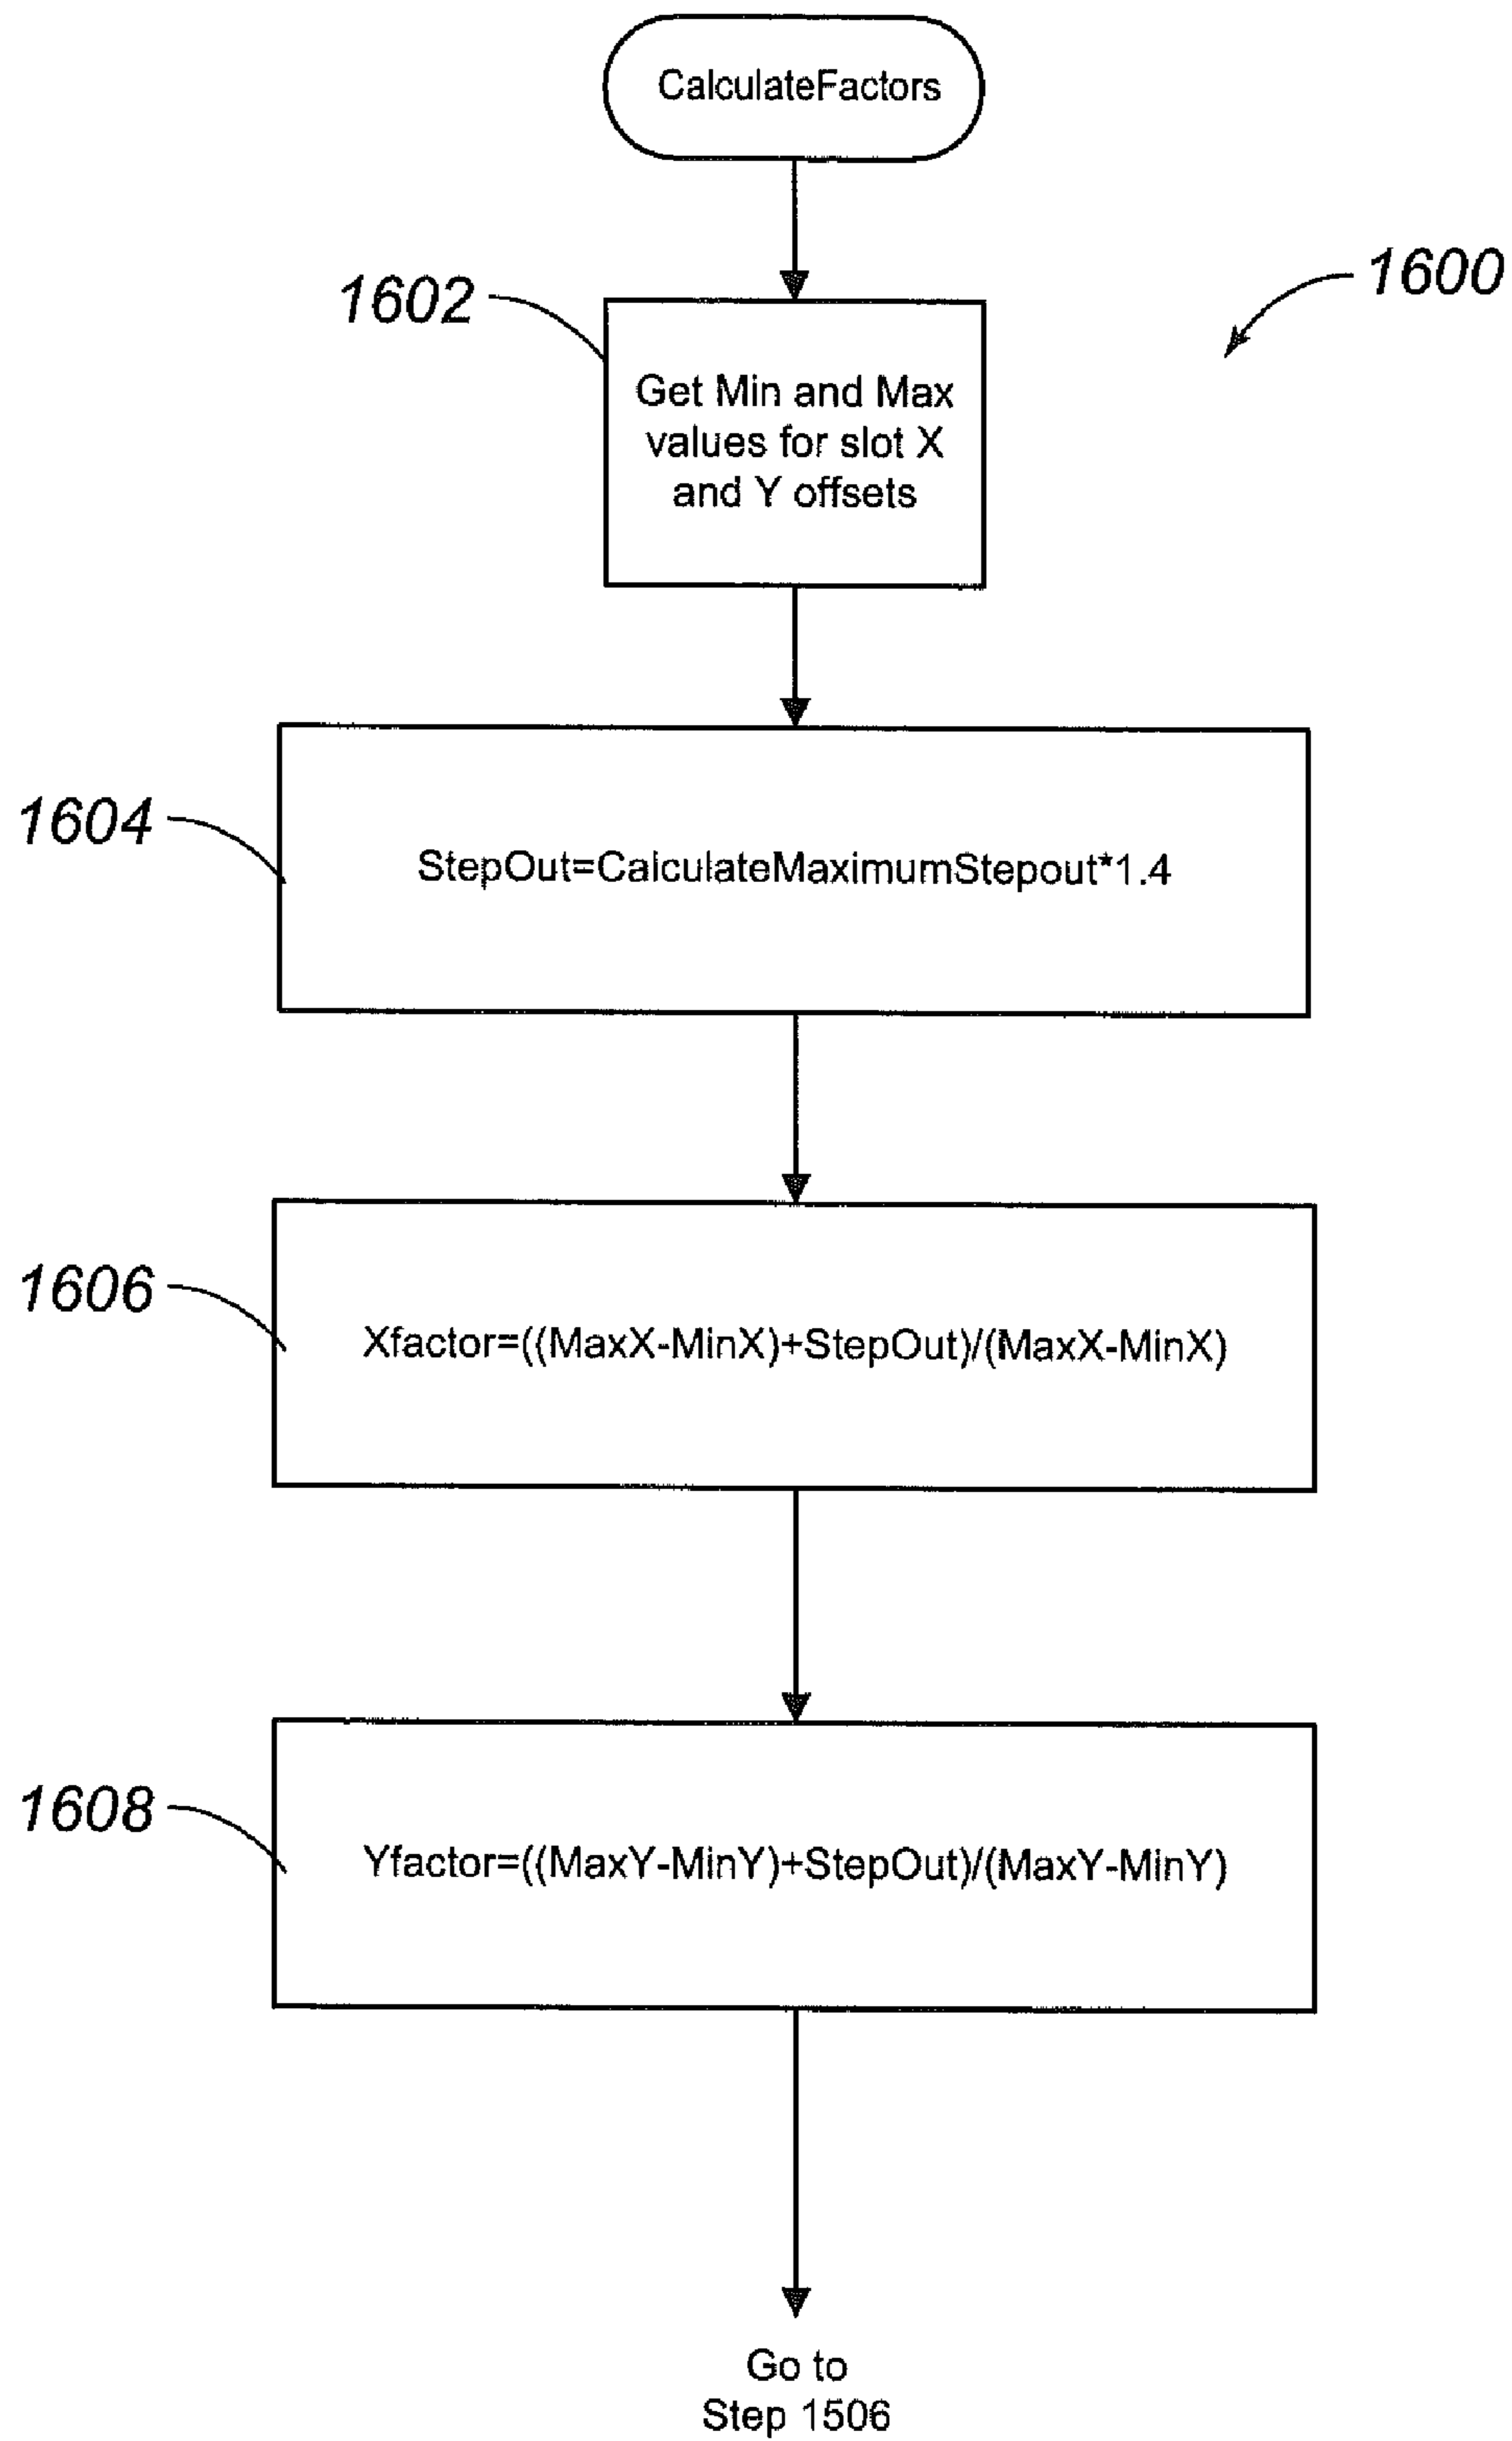 CalculateFactors
1600
1602
Get Min and Max
values for slot X
and Y offsets
1604
StepOut=CalculateMaximumStepout*1.4
1606
Xfactor=((MaxX-MinX)+StepOut)/(MaxX-MinX)
1608
Yfactor=((MaxY-MinY)+StepOut)/(MaxY-MinY)
Go to
Step 1506